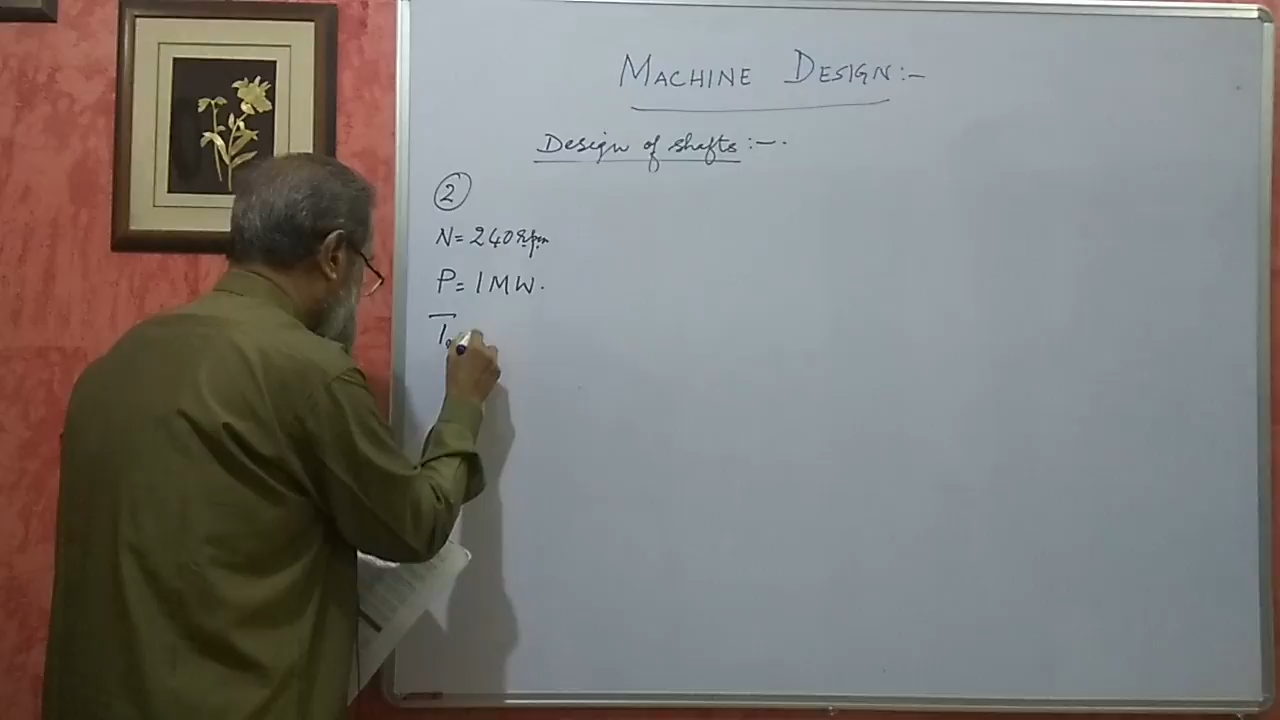 MACHINE DESIGN:-
Design of shafts:-.
2
N= 240 rpm
P= 1 MW.
T